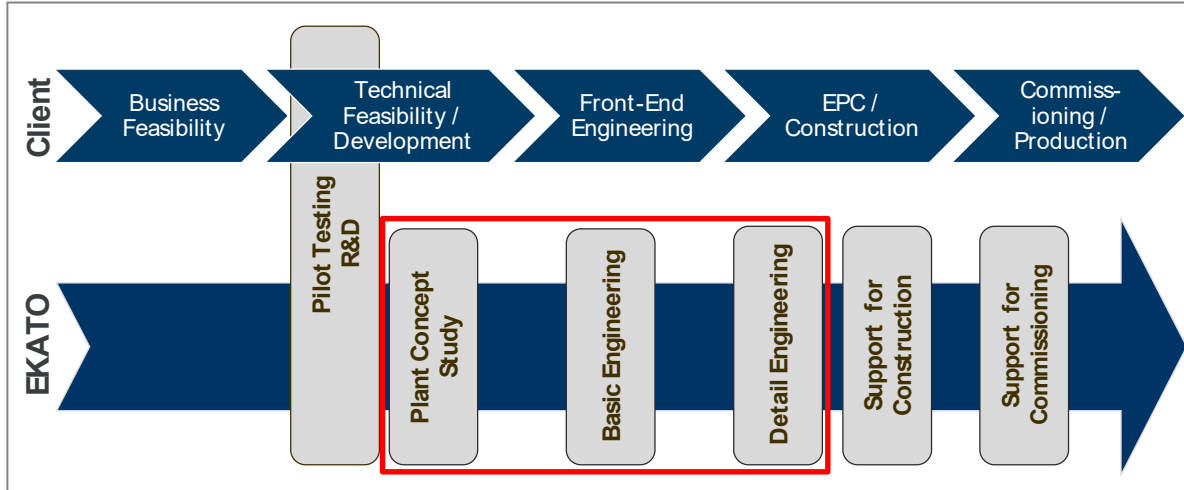 Client
Business
Feasibility
Technical
Feasibility /
Development
Front-End
Engineering
EPC /
Construction
Commiss-
ioning /
Production
EKATO
Pilot Testing
R&D
Plant Concept
Study
Basic Engineering
Detail Engineering
Support for
Construction
Support for
Commissioning